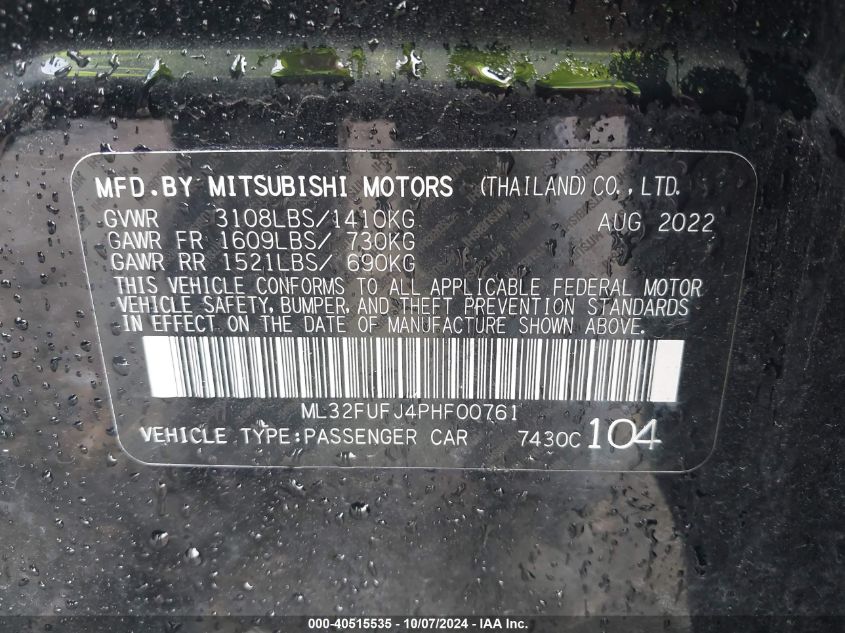 MFD.BY MITSUBISHI MOTORS (THAILAND)CO.,LTD.
GVWR 3108LBS/1410KG AUG 2022
GAWR FR 1609LBS/ 730KG
GAWR RR 1521LBS/ 690KG
THIS VEHICLE CONFORMS TO ALL APPLICABLE FEDERAL MOTOR
VEHICLE SAFETY,BUMPER,AND THEFT PREVENTION STANDARDS
IN EFFECT ON THE DATE OF MANUFACTURE SHOWN ABOVE.
ML32FUFJ4PHF00761
VEHICLE TYPE:PASSENGER CAR 7430C 104
000-40515535 - 10/07/2024 - IAA Inc.